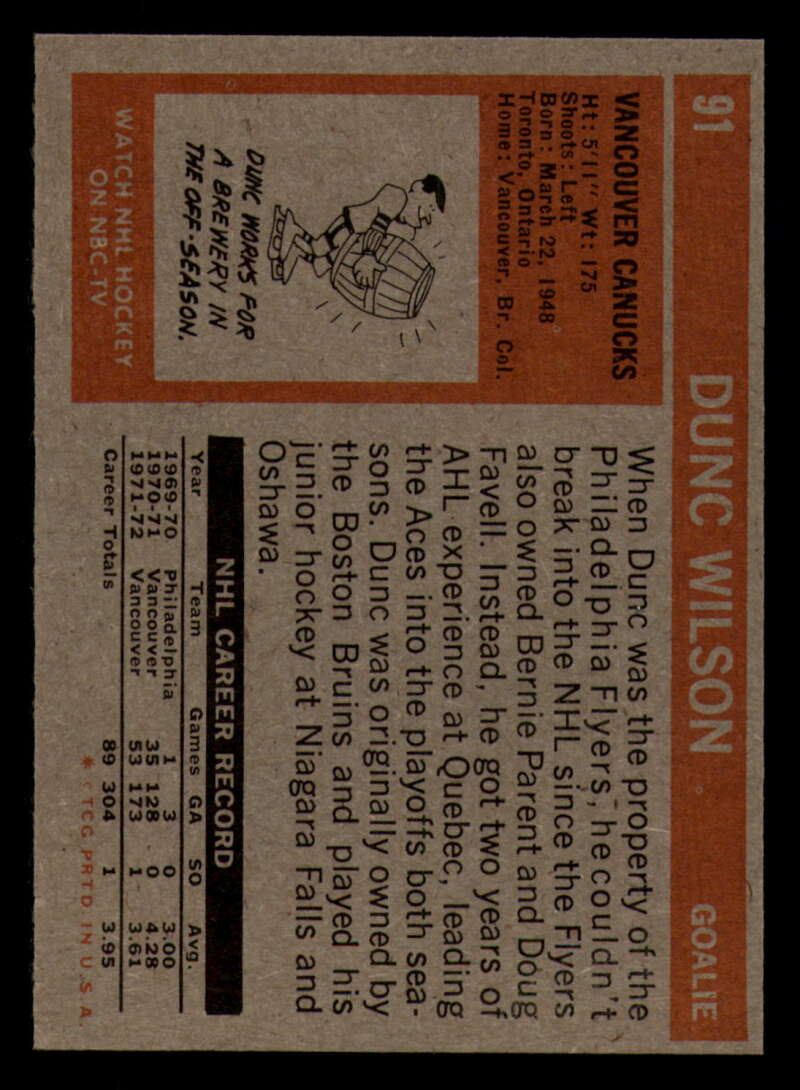 91 DUNC WILSON GOALIE
VANCOUVER CANUCKS
Ht: 5'11" Wt: 175
Shoots: Left
Born: March 22, 1948
Toronto, Ontario
Home: Vancouver, Br. Col.
DUNC WORKS FOR
A BREWERY IN
THE OFF-SEASON.
WATCH NHL HOCKEY
ON NBC-TV
When Dunc was the property of the
Philadelphia Flyers, he couldn't
break into the NHL since the Flyers
also owned Bernie Parent and Doug
Favell. Instead, he got two years of
AHL experience at Quebec, leading
the Aces into the playoffs both sea-
sons. Dunc was originally owned by
the Boston Bruins and played his
junior hockey at Niagara Falls and
Oshawa.
NHL CAREER RECORD
Year Team Games GA SO Avg.
1969-70 Philadelphia 1 3 0 3.00
1970-71 Vancouver 35 128 0 4.28
1971-72 Vancouver 53 173 1 3.61
Career Totals 89 304 1 3.95
* ©TCG PRTD. IN U.S.A.